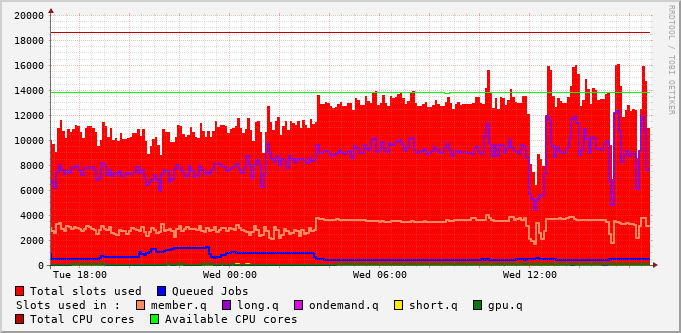 20000
18000
16000
14000
12000
10000
8000
6000
4000
2000
0
Tue 18:00 Wed 00:00 Wed 06:00 Wed 12:00
RRDTOOL / TOBI OETIKER
Total slots used Queued Jobs
Slots used in : member.q long.q ondemand.q short.q gpu.q
Total CPU cores Available CPU cores